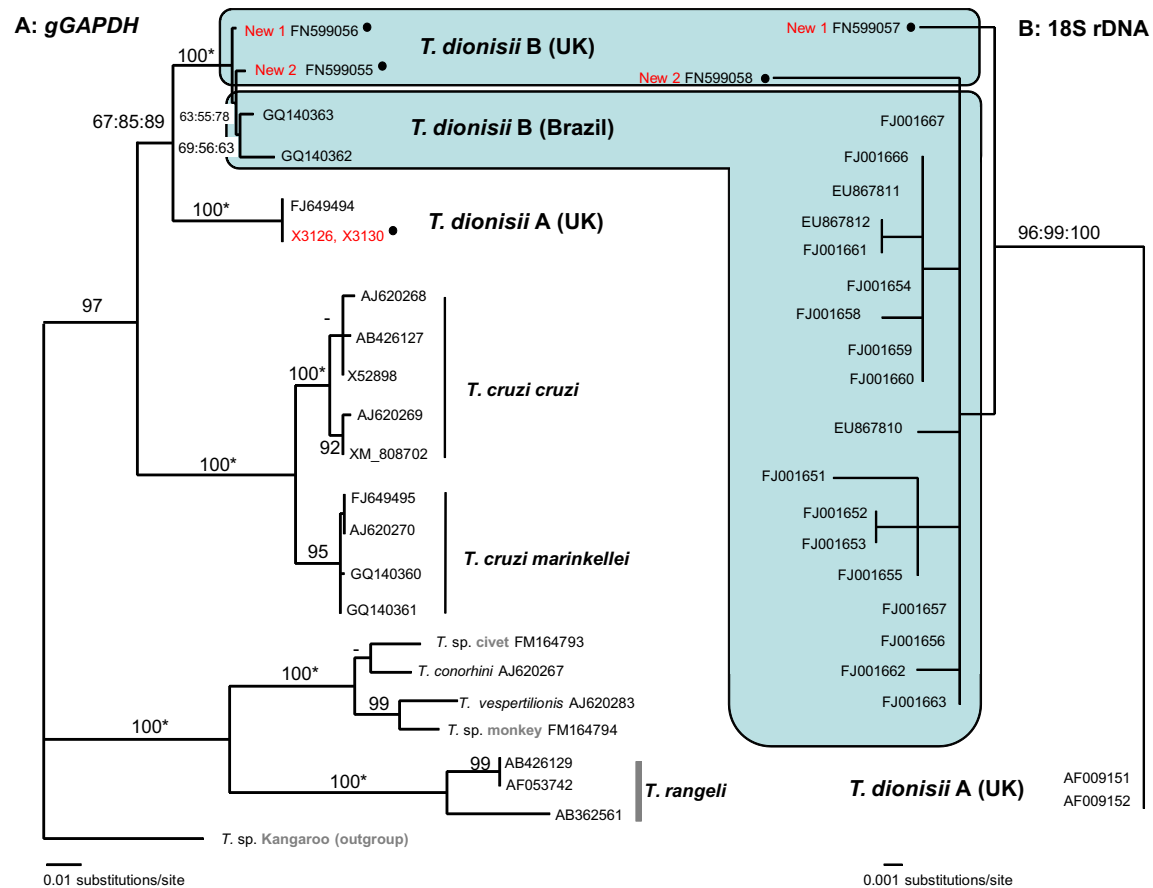 A: gGAPDH
B: 18S rDNA
New 1 FN599056
T. dionisii B (UK)
New 1 FN599057
100*
New 2 FN599055
New 2 FN599058
67:85:89
63:55:78
GQ140363
T. dionisii B (Brazil)
69:56:63
GQ140362
FJ001667
FJ001666
EU867811
100*
FJ649494
X3126, X3130
T. dionisii A (UK)
EU867812
FJ001661
96:99:100
FJ001654
FJ001658
FJ001659
FJ001660
EU867810
FJ001651
FJ001652
FJ001653
FJ001655
FJ001657
FJ001656
FJ001662
FJ001663
97
AJ620268
-
AB426127
100*
X52898
T. cruzi cruzi
AJ620269
92
XM_808702
100*
FJ649495
AJ620270
95
T. cruzi marinkellei
GQ140360
GQ140361
T. sp. civet FM164793
-
100*
T. conorhini AJ620267
99
T. vespertilionis AJ620283
T. sp. monkey FM164794
100*
99
AB426129
100*
AF053742
T. rangeli
AB362561
T. dionisii A (UK)
AF009151
AF009152
T. sp. Kangaroo (outgroup)
0.01 substitutions/site
0.001 substitutions/site